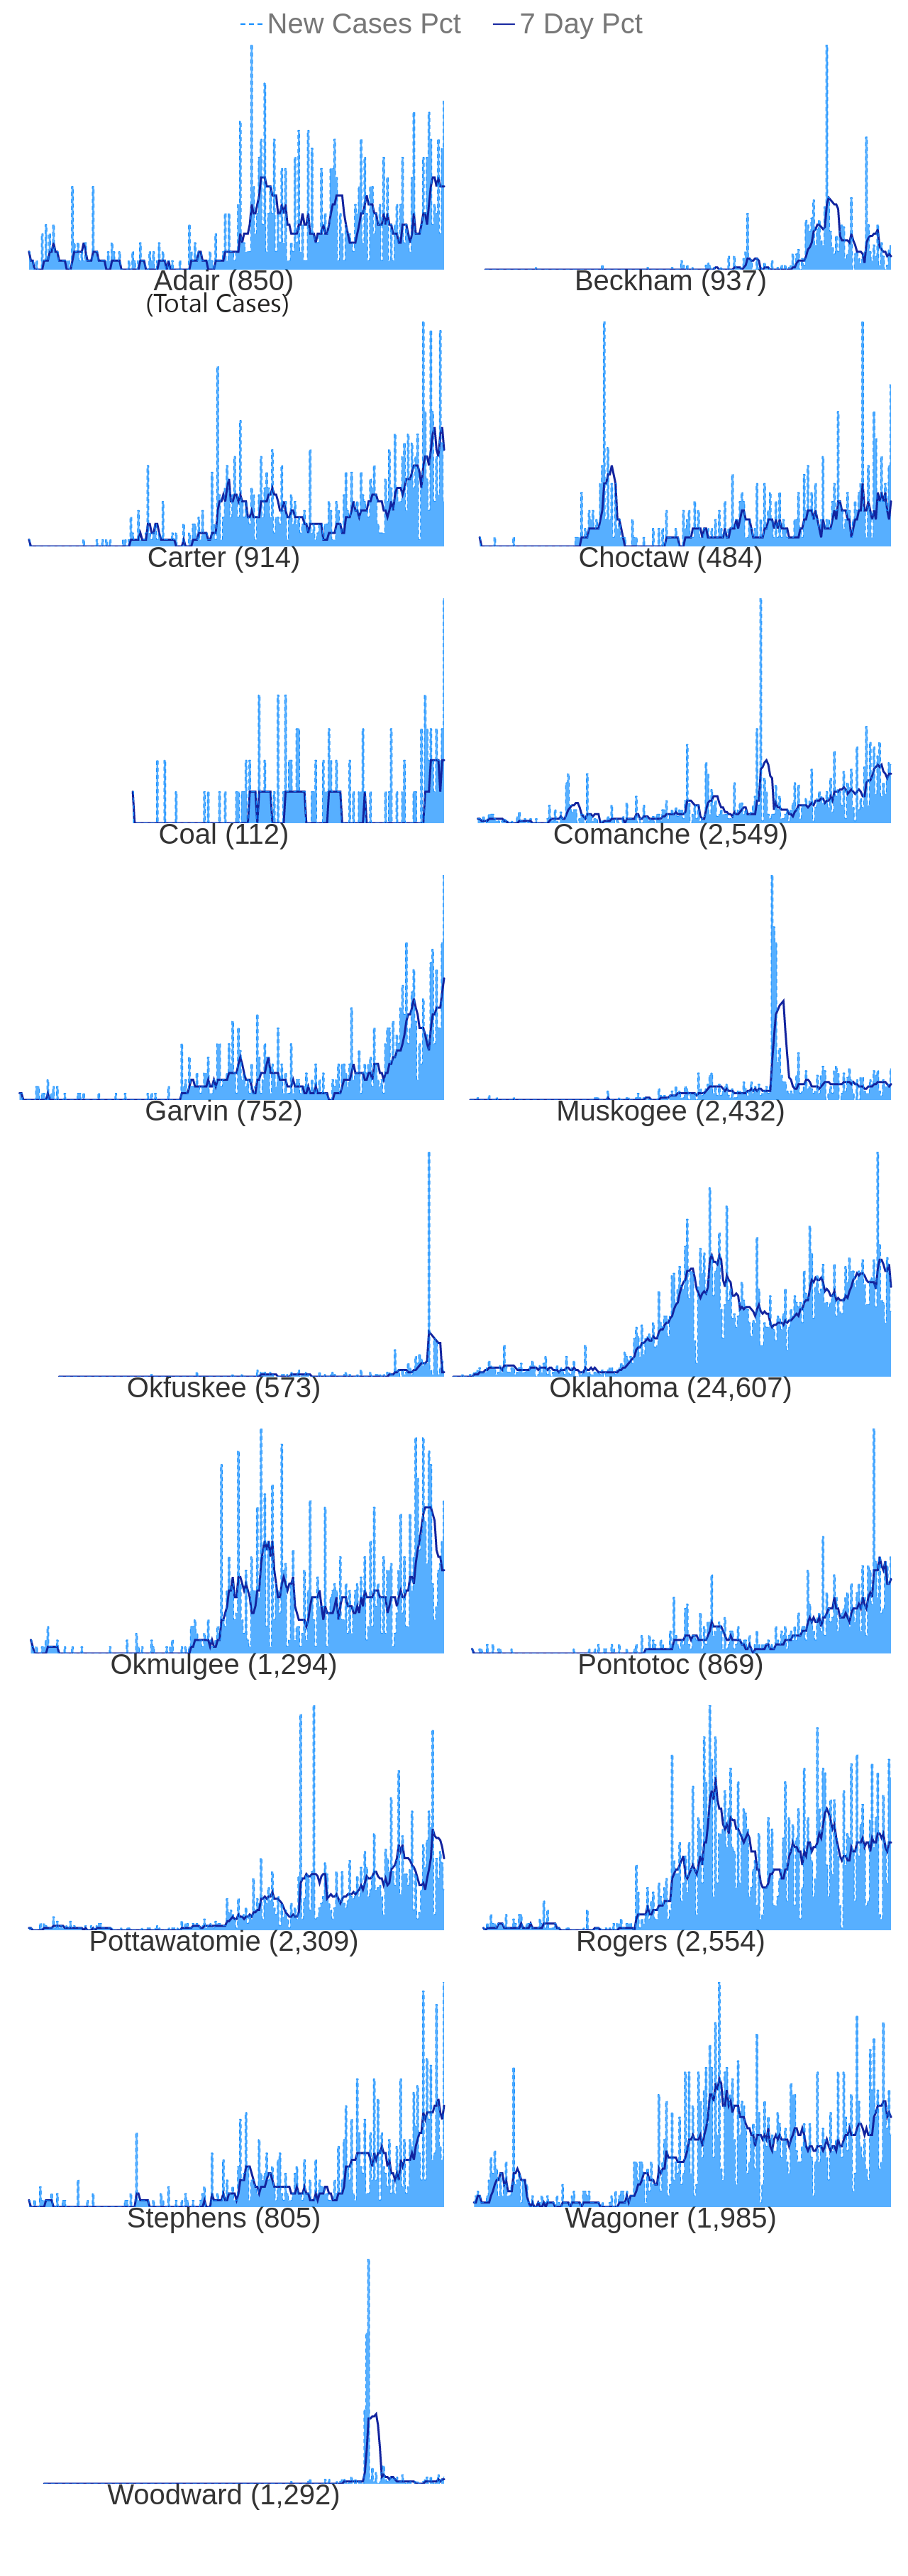 New Cases Pct 7 Day Pct
Adair (850) Beckham (937)
(Total Cases)
Carter (914) Choctaw (484)
Coal (112) Comanche (2,549)
Garvin (752) Muskogee (2,432)
Okfuskee (573) Oklahoma (24,607)
Okmulgee (1,294) Pontotoc (869)
Pottawatomie (2,309) Rogers (2,554)
Stephens (805) Wagoner (1,985)
Woodward (1,292)